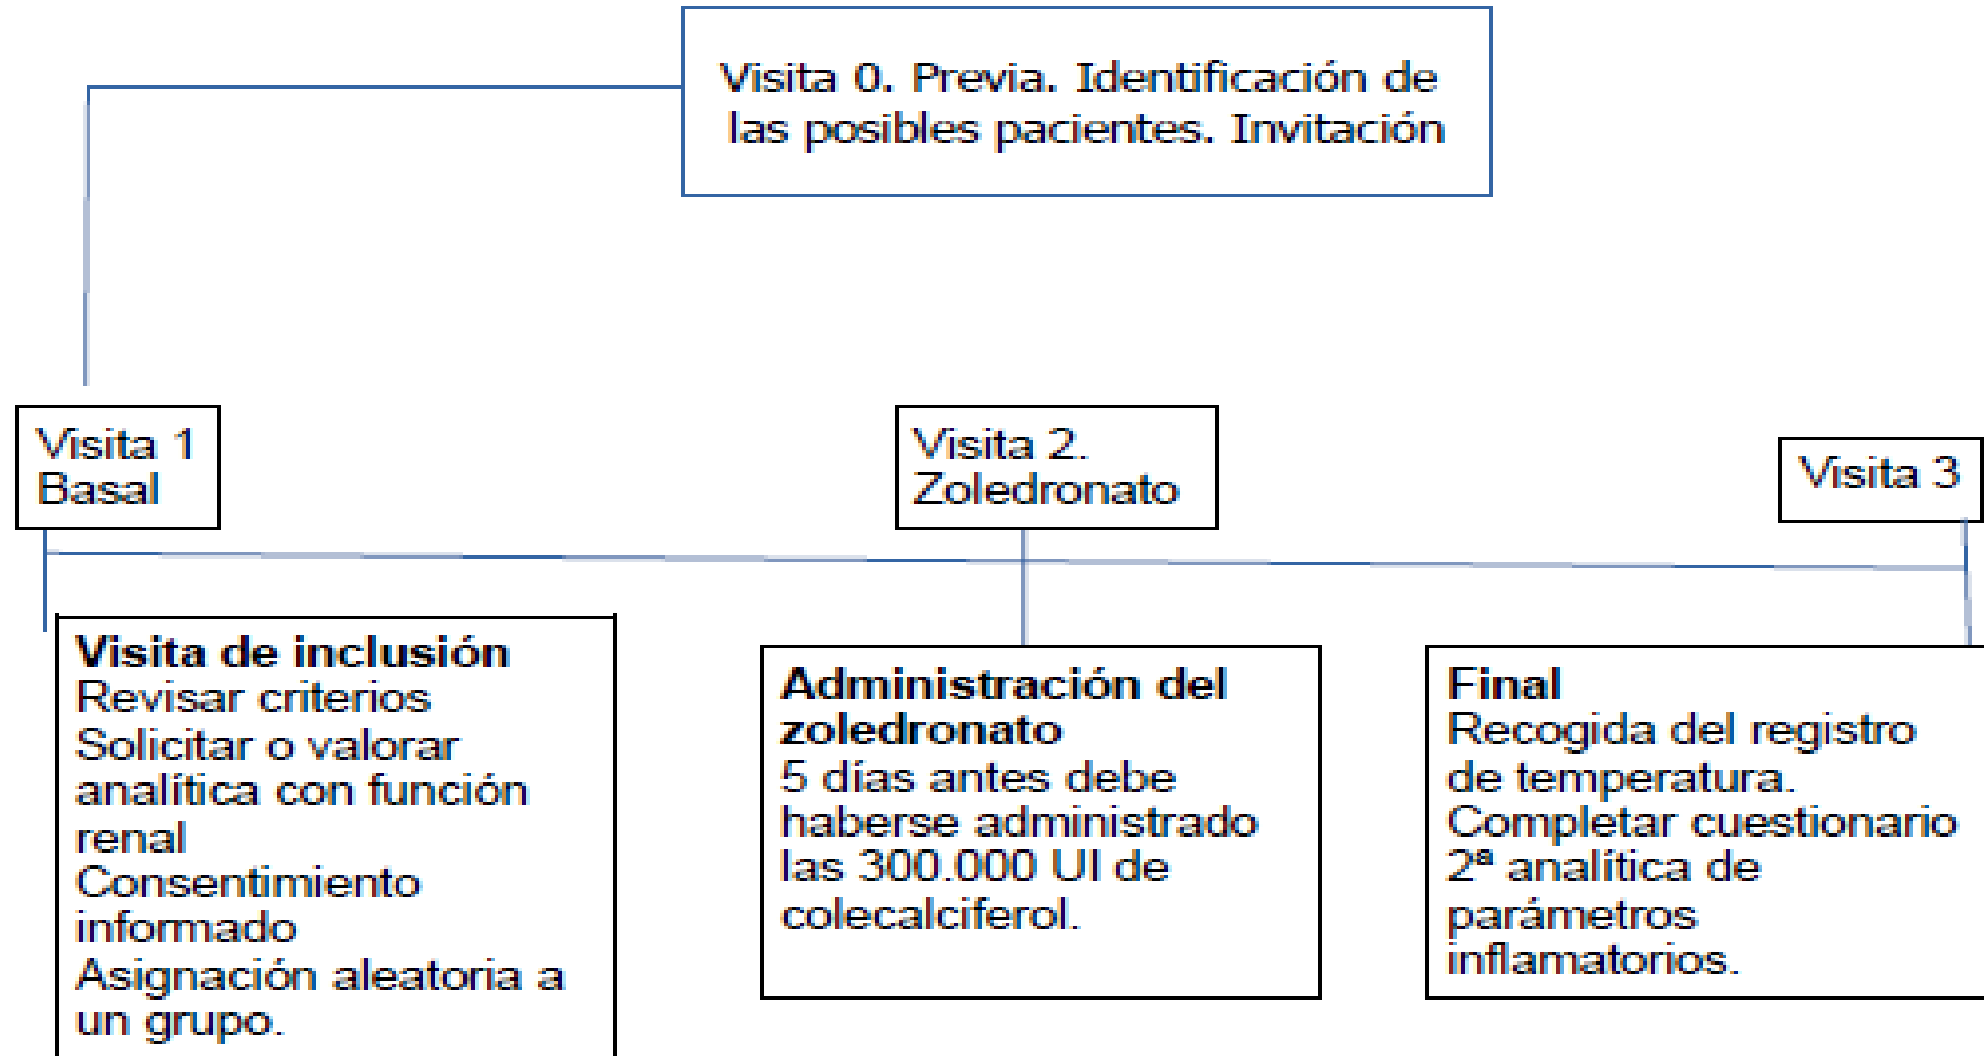 Visita 0. Previa. Identificación de
las posibles pacientes. Invitación
Visita 1
Basal
Visita 2.
Zoledronato
Visita 3
Visita de inclusión
Revisar criterios
Solicitar o valorar
analítica con función
renal
Consentimiento
informado
Asignación aleatoria a
un grupo.
Administración del
zoledronato
5 días antes debe
haberse administrado
las 300.000 UI de
colecalciferol.
Final
Recogida del registro
de temperatura.
Completar cuestionario
2ª analítica de
parámetros
inflamatorios.